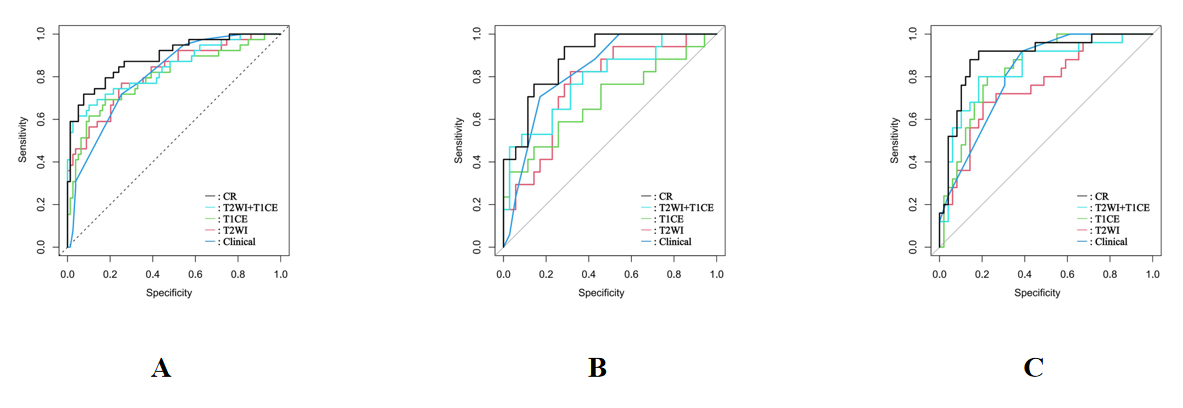 1.0
0.8
0.6
0.4
0.2
0.0
Sensitivity
: CR
: T2WI+T1CE
: T1CE
: T2WI
: Clinical
0.0 0.2 0.4 0.6 0.8 1.0
Specificity
A
1.0
0.8
0.6
0.4
0.2
0.0
Sensitivity
: CR
: T2WI+T1CE
: T1CE
: T2WI
: Clinical
0.0 0.2 0.4 0.6 0.8 1.0
Specificity
B
1.0
0.8
0.6
0.4
0.2
0.0
Sensitivity
: CR
: T2WI+T1CE
: T1CE
: T2WI
: Clinical
0.0 0.2 0.4 0.6 0.8 1.0
Specificity
C